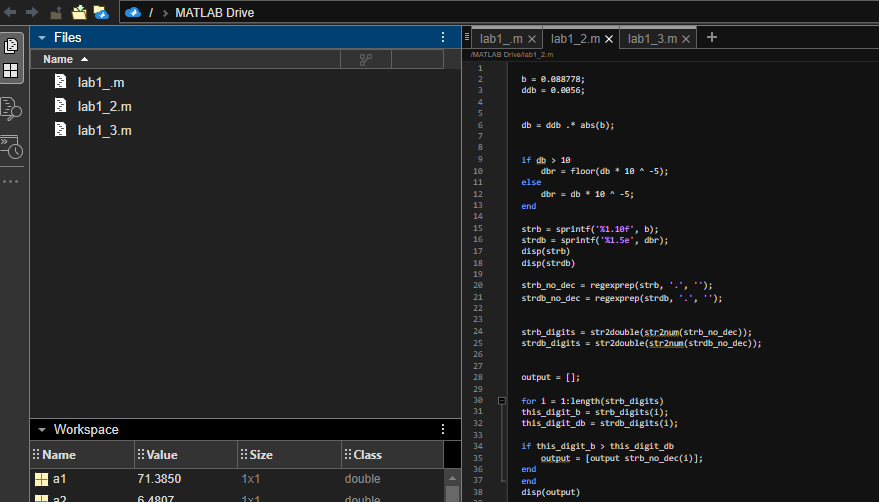 / > MATLAB Drive
Files
Name
lab1_.m
lab1_2.m
lab1_3.m
Workspace
Name Value Size Class
a1 71.3850 1x1 double
a2 6.4807 1x1 double
lab1_.m × lab1_2.m × lab1_3.m × +
/MATLAB Drive/lab1_2.m
1
2 b = 0.088778;
3 ddb = 0.0056;
4
5
6 db = ddb .* abs(b);
7
8
9 if db > 10
10 dbr = floor(db * 10 ^ -5);
11 else
12 dbr = db * 10 ^ -5;
13 end
14
15 strb = sprintf('%1.10f', b);
16 strdb = sprintf('%1.5e', dbr);
17 disp(strb)
18 disp(strdb)
19
20 strb_no_dec = regexprep(strb, '.', '');
21 strdb_no_dec = regexprep(strdb, '.', '');
22
23
24 strb_digits = str2double(str2num(strb_no_dec));
25 strdb_digits = str2double(str2num(strdb_no_dec));
26
27
28 output = [];
29
30 for i = 1:length(strb_digits)
31 this_digit_b = strb_digits(i);
32 this_digit_db = strdb_digits(i);
33
34 if this_digit_b > this_digit_db
35 output = [output strb_no_dec(i)];
36 end
37 end
38 disp(output)